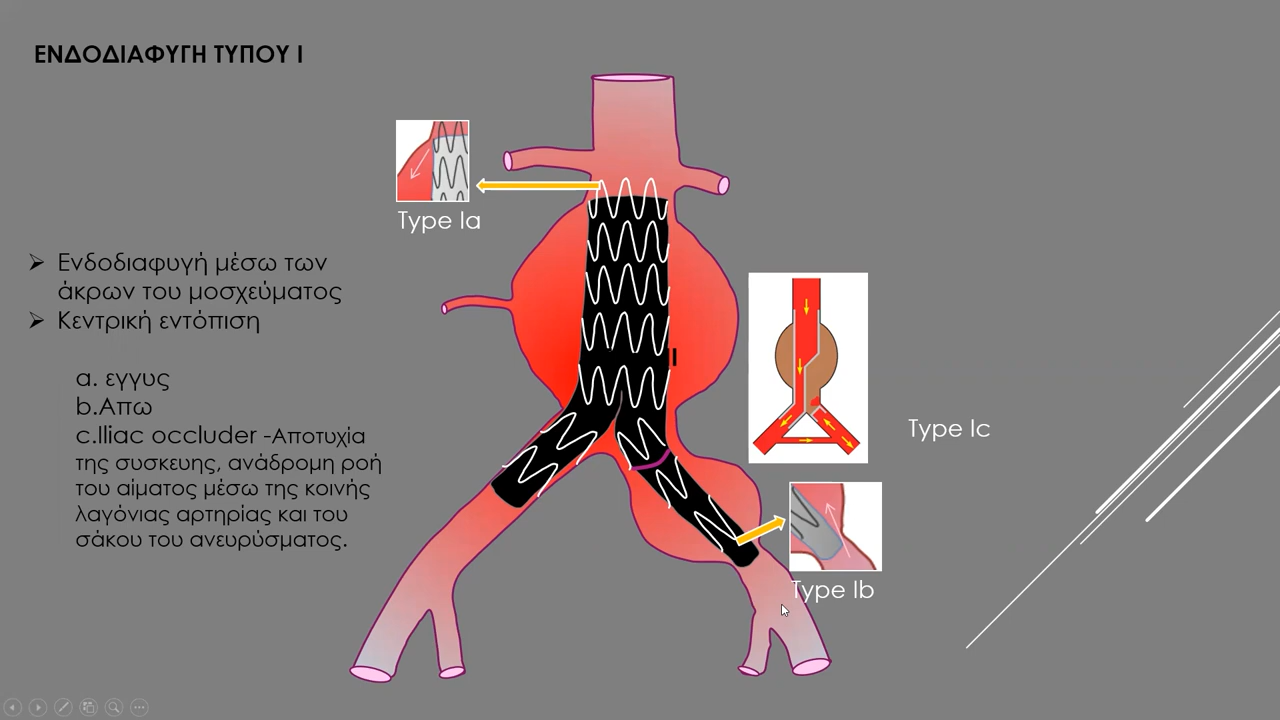 ΕΝΔΟΔΙΑΦΥΓΗ ΤΥΠΟΥ Ι
Type Ia
Ενδοδιαφυγή μέσω των
άκρων του μοσχεύματος
Κεντρική εντόπιση
a. εγγυς
b.Απω
c.Iliac occluder -Αποτυχία
της συσκευης, ανάδρομη ροή
του αίματος μέσω της κοινής
λαγόνιας αρτηρίας και του
σάκου του ανευρύσματος.
II
Type Ic
Type Ib